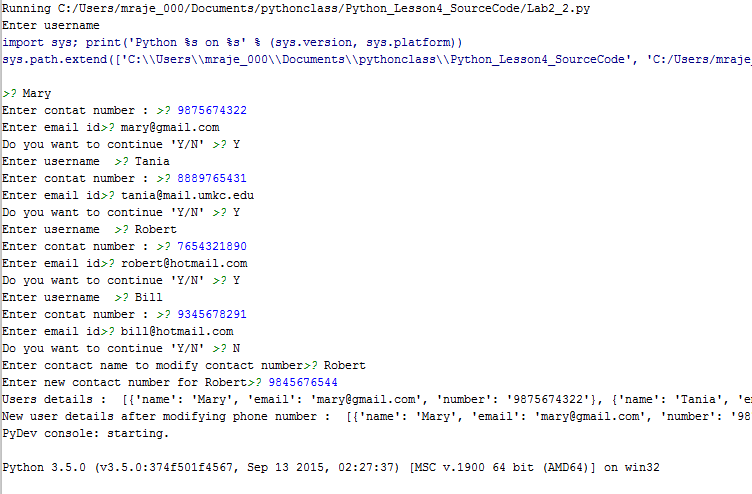 Running C:/Users/mraje_000/Documents/pythonclass/Python_Lesson4_SourceCode/Lab2_2.py
Enter username
import sys; print('Python %s on %s' % (sys.version, sys.platform))
sys.path.extend(['C:\\Users\\mraje_000\\Documents\\pythonclass\\Python_Lesson4_SourceCode', 'C:/Users/mraje_
>? Mary
Enter contat number : >? 9875674322
Enter email id>? mary@gmail.com
Do you want to continue 'Y/N' >? Y
Enter username  >? Tania
Enter contat number : >? 8889765431
Enter email id>? tania@mail.umkc.edu
Do you want to continue 'Y/N' >? Y
Enter username  >? Robert
Enter contat number : >? 7654321890
Enter email id>? robert@hotmail.com
Do you want to continue 'Y/N' >? Y
Enter username  >? Bill
Enter contat number : >? 9345678291
Enter email id>? bill@hotmail.com
Do you want to continue 'Y/N' >? N
Enter contact name to modify contact number>? Robert
Enter new contact number for Robert>? 9845676544
Users details :  [{'name': 'Mary', 'email': 'mary@gmail.com', 'number': '9875674322'}, {'name': 'Tania', 'e
New user details after modifying phone number :  [{'name': 'Mary', 'email': 'mary@gmail.com', 'number': '98
PyDev console: starting.
Python 3.5.0 (v3.5.0:374f501f4567, Sep 13 2015, 02:27:37) [MSC v.1900 64 bit (AMD64)] on win32